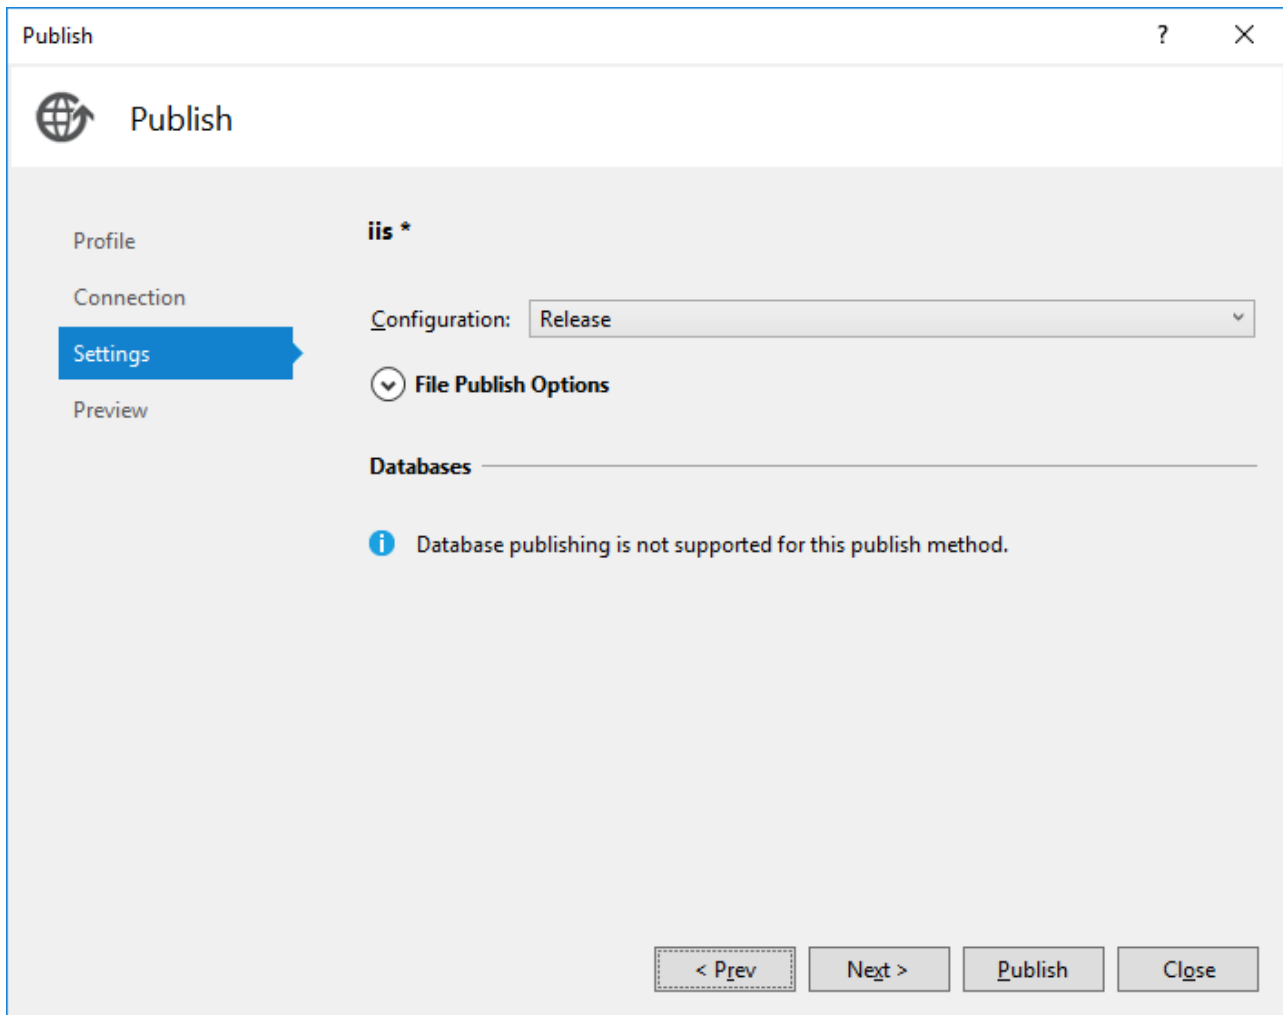 Publish
?
Publish
Profile
Connection
Settings
Preview
iis *
Configuration: Release
File Publish Options
Databases
Database publishing is not supported for this publish method.
< Prev Next > Publish Close